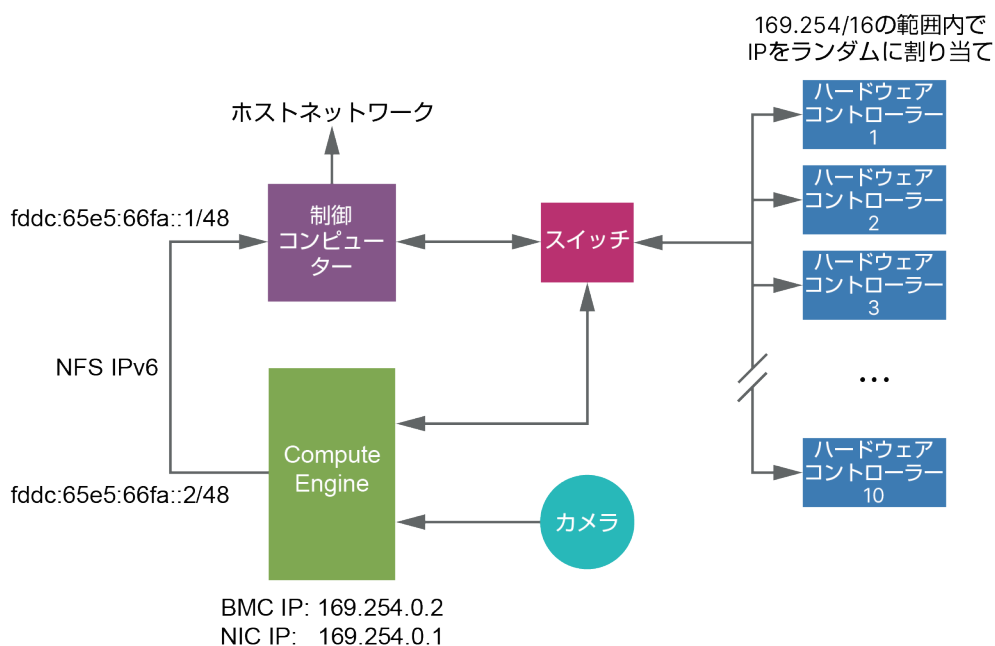 169.254/16の範囲内で
IPをランダムに割り当て
ホストネットワーク
ハードウェア
コントローラー
1
fddc:65e5:66fa::1/48
制御
コンピュー
ター
スイッチ
ハードウェア
コントローラー
2
ハードウェア
コントローラー
3
NFS IPv6
...
Compute
Engine
fddc:65e5:66fa::2/48
カメラ
ハードウェア
コントローラー
10
BMC IP: 169.254.0.2
NIC IP: 169.254.0.1